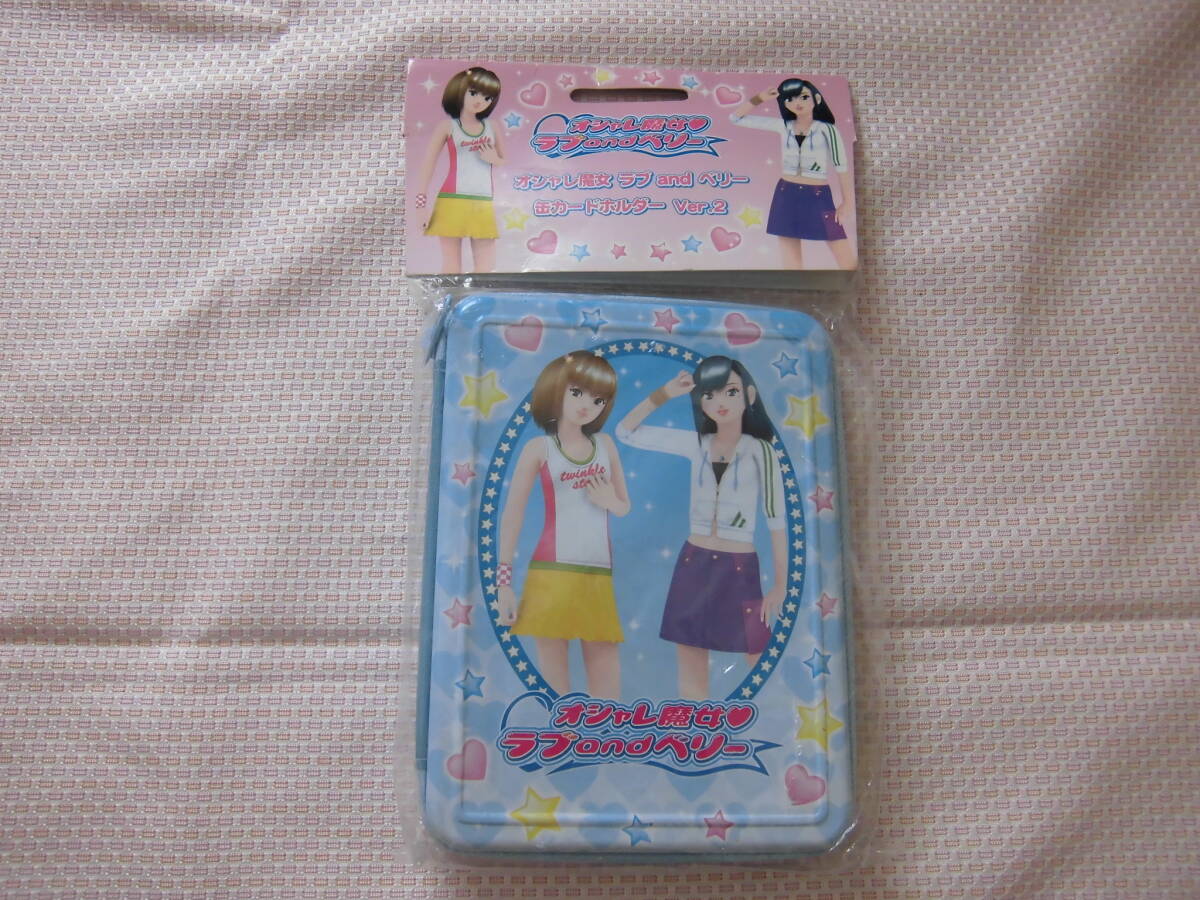 オシャレ魔女♥
ラブandベリー
オシャレ魔女 ラブ and ベリー
缶カードホルダー Ver.2
twinkle
star
twinkle
オシャレ魔女♥
ラブandベリー